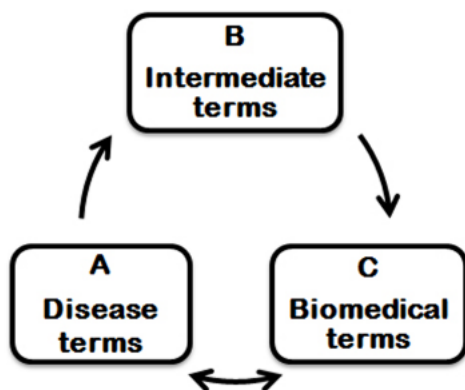 B
Intermediate
terms
A
Disease
terms
C
Biomedical
terms